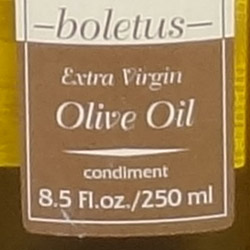 –boletus–
Extra Virgin
Olive Oil
condiment
8.5 Fl.oz./250 ml